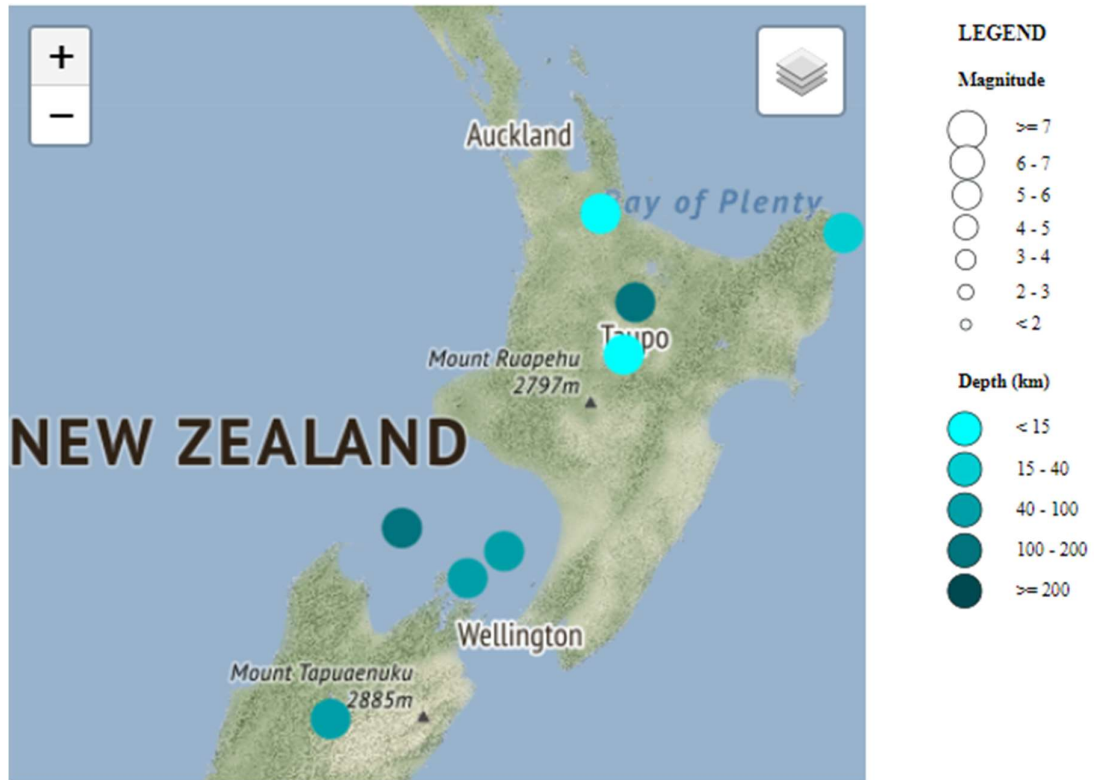 +
−
Auckland
Bay of Plenty
Taupo
Mount Ruapehu
2797m
NEW ZEALAND
Wellington
Mount Tapuaenuku
2885m
LEGEND
Magnitude
>= 7
6 - 7
5 - 6
4 - 5
3 - 4
2 - 3
< 2
Depth (km)
< 15
15 - 40
40 - 100
100 - 200
>= 200